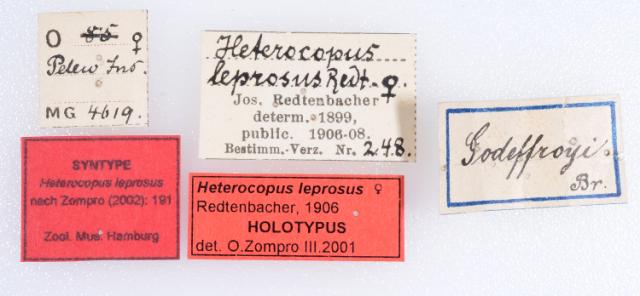 O 85 ♀
Pelew Ins.
MG 4619.
Heterocopus
leprosus Redt. ♀
Jos. Redtenbacher
determ. 1899,
public. 1906-08.
Bestimm.-Verz. Nr. 248.
Godeffroyi.
Br.
SYNTYPE
Heterocopus leprosus
nach Zompro (2002): 191
Zool. Mus. Hamburg
Heterocopus leprosus ♀
Redtenbacher, 1906
HOLOTYPUS
det. O.Zompro III.2001